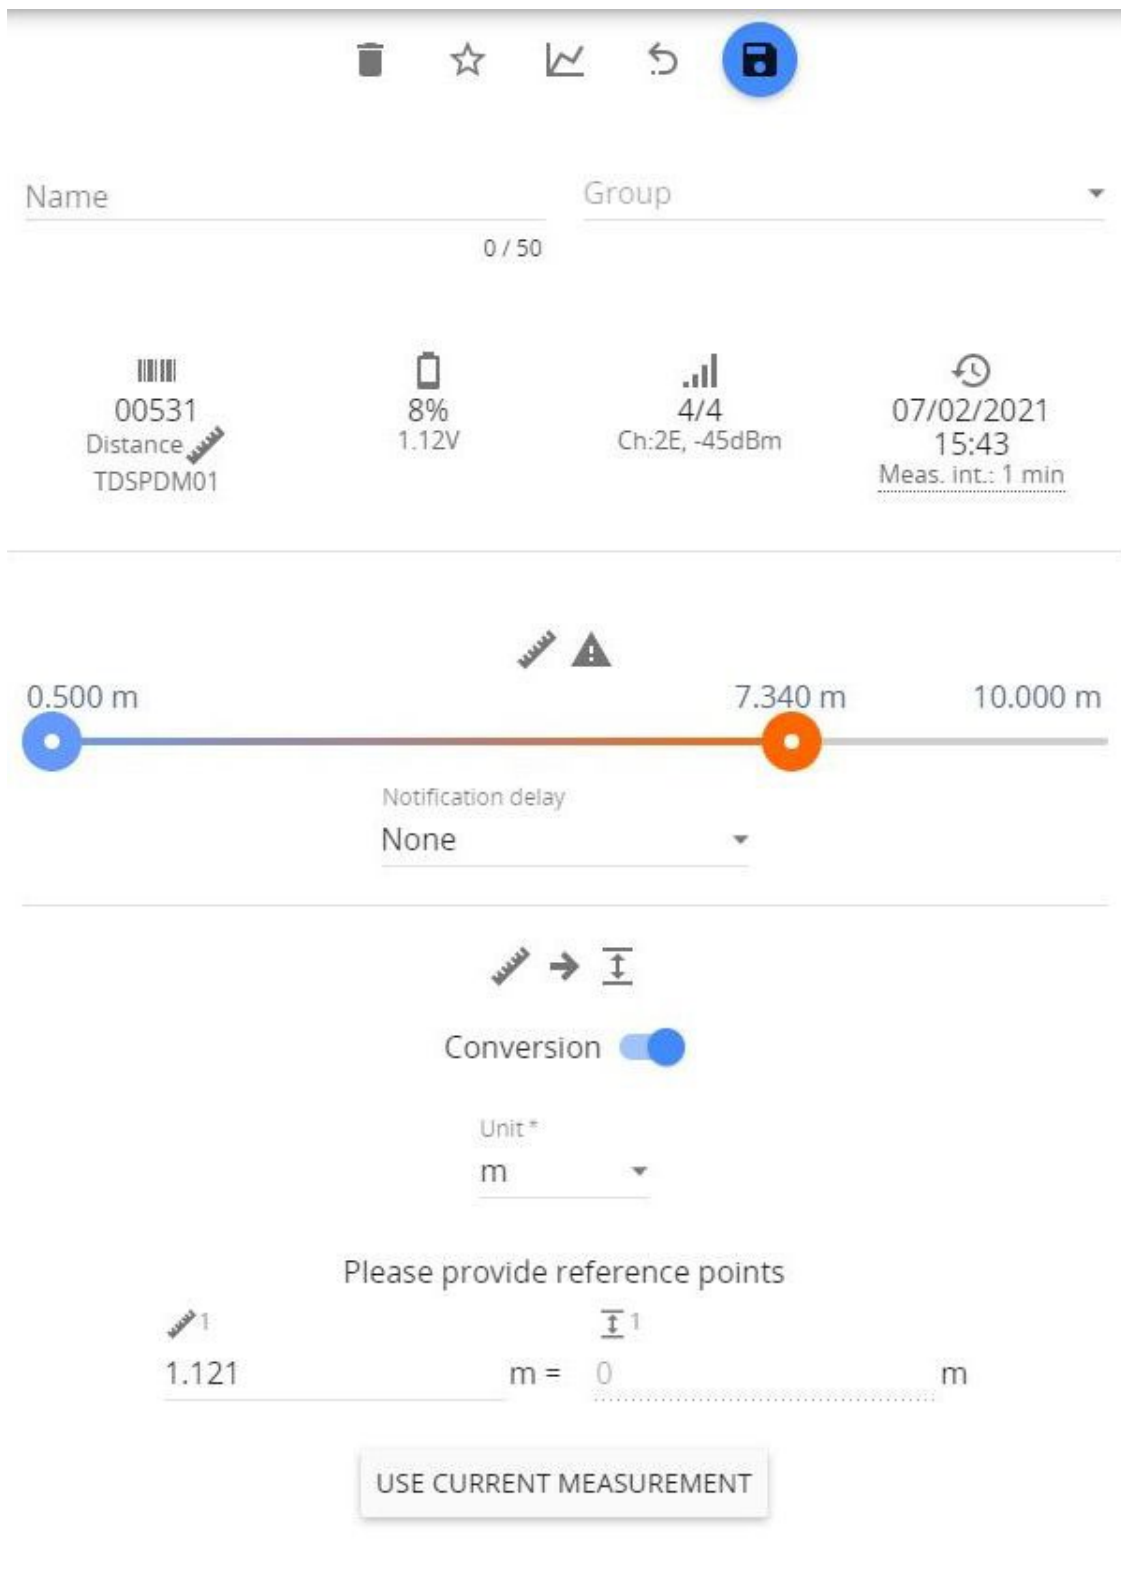 Name
Group
0 / 50
00531
Distance
TDSPDM01
8%
1.12V
4/4
Ch:2E, -45dBm
07/02/2021
15:43
Meas. int.: 1 min
0.500 m
7.340 m
10.000 m
Notification delay
None
Conversion
Unit *
m
Please provide reference points
1
1
1.121 m = 0 m
USE CURRENT MEASUREMENT